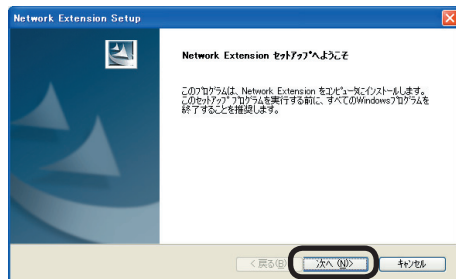 Network Extension Setup
Network Extension ｾｯﾄｱｯﾌﾟへようこそ
このﾌﾟﾛｸﾞﾗﾑは、Network Extension をｺﾝﾋﾟｭｰﾀにｲﾝｽﾄｰﾙします。
このｾｯﾄｱｯﾌﾟ ﾌﾟﾛｸﾞﾗﾑを実行する前に、すべてのWindowsﾌﾟﾛｸﾞﾗﾑを
終了することを推奨します。
< 戻る(B) 次へ (N)> ｷｬﾝｾﾙ